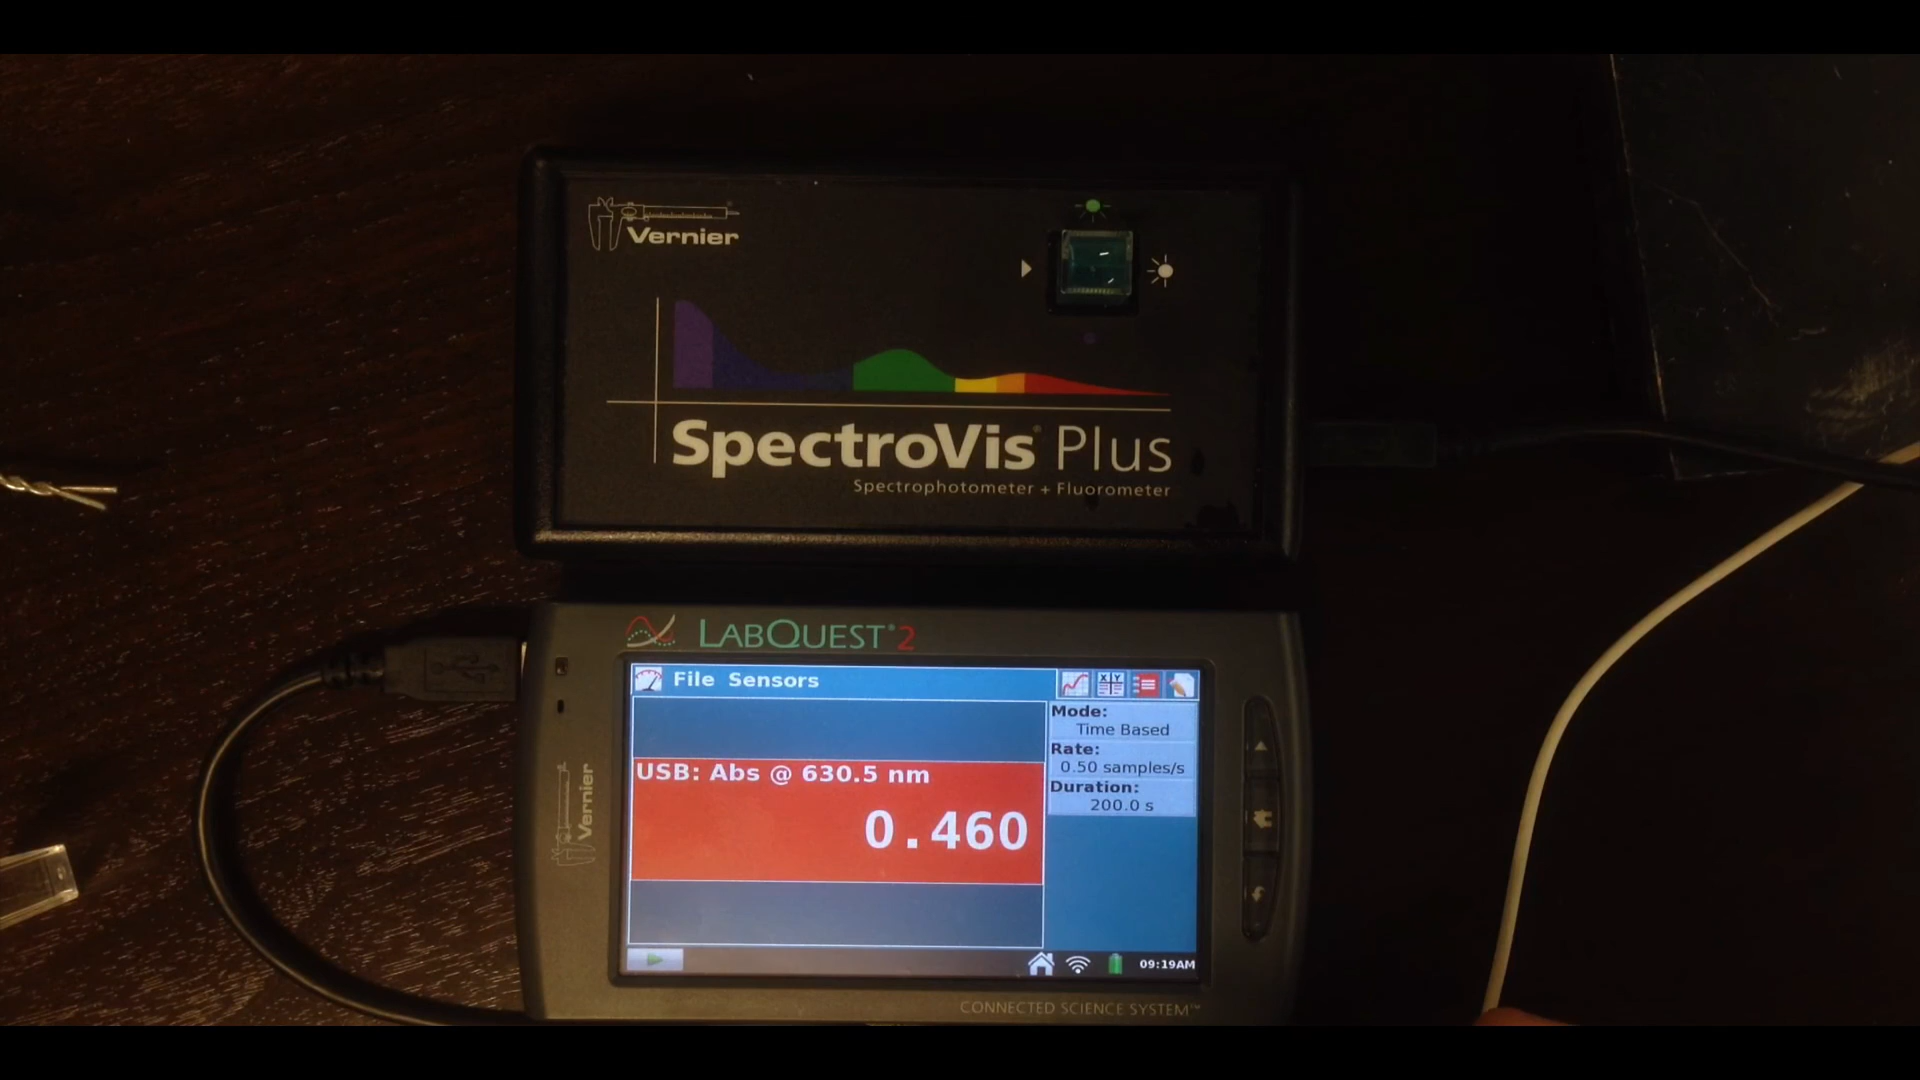 Vernier
SpectroVis® Plus
Spectrophotometer + Fluorometer
LABQUEST® 2
File Sensors
X Y
Mode:
Time Based
Rate:
0.50 samples/s
Duration:
200.0 s
USB: Abs @ 630.5 nm
0.460
Vernier
09:19AM
CONNECTED SCIENCE SYSTEM™